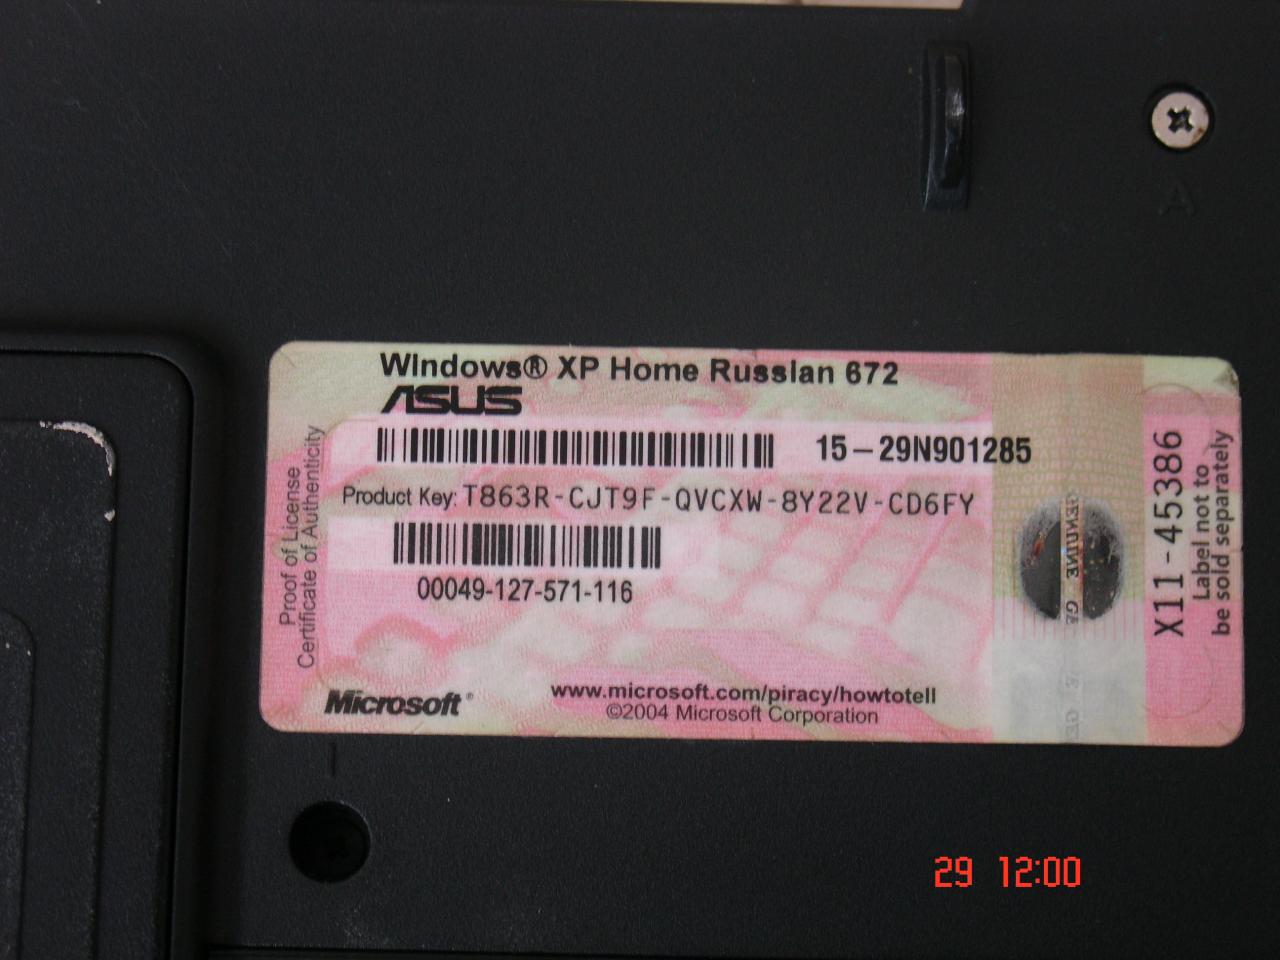 Windows® XP Home Russian 672
ASUS
15-29N901285
Product Key: T863R-CJT9F-QVCXW-8Y22V-CD6FY
00049-127-571-116
Proof of License
Certificate of Authenticity
Microsoft®
www.microsoft.com/piracy/howtotell
©2004 Microsoft Corporation
GENUINE
X11-45386
Label not to
be sold separately
A
29 12:00